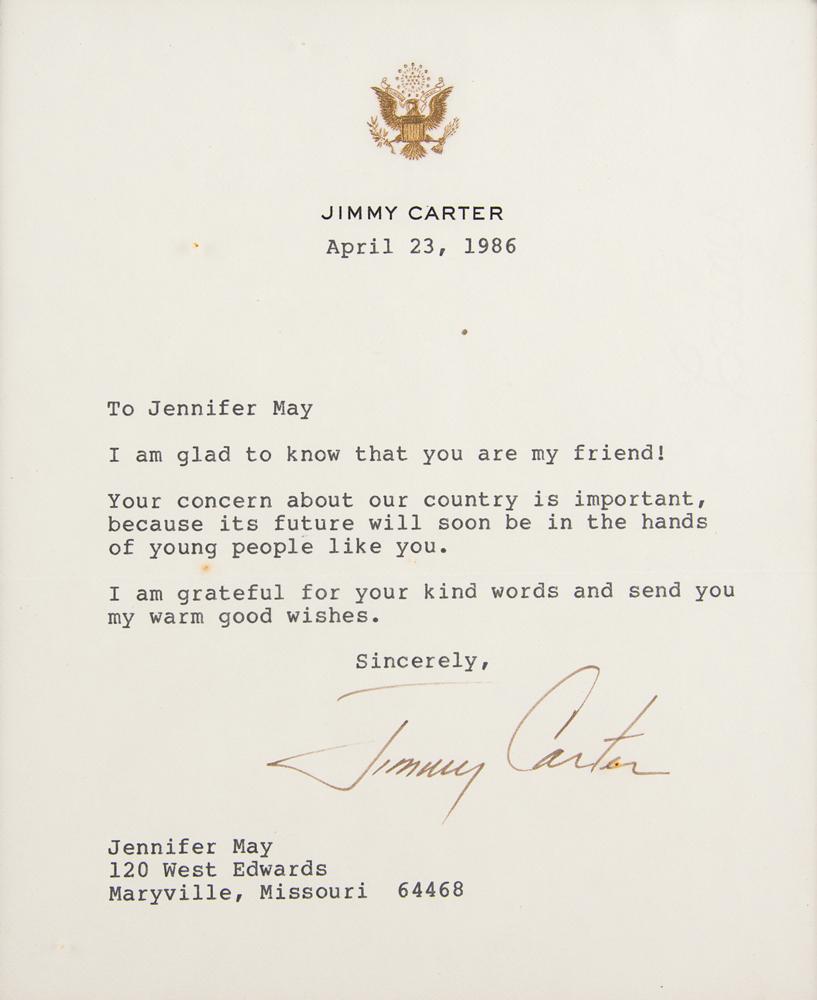 JIMMY CARTER
April 23, 1986
To Jennifer May
I am glad to know that you are my friend!
Your concern about our country is important,
because its future will soon be in the hands
of young people like you.
I am grateful for your kind words and send you
my warm good wishes.
Sincerely,
Jimmy Carter
Jennifer May
120 West Edwards
Maryville, Missouri  64468